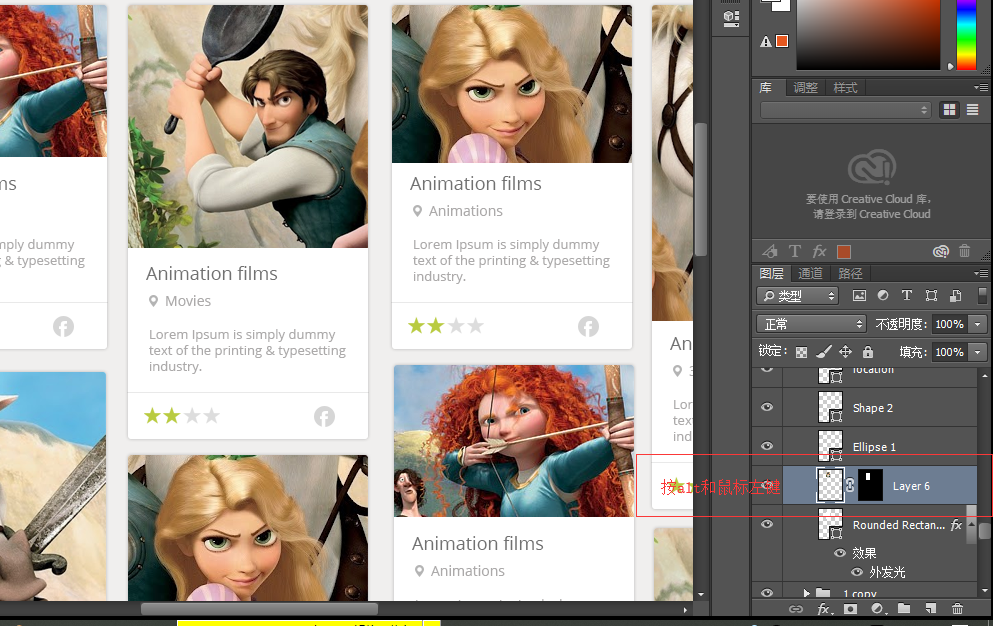 ms
mply dummy
& typesetting
Animation films
Movies
Lorem Ipsum is simply dummy
text of the printing & typesetting
industry.
Animation films
Animations
Lorem Ipsum is simply dummy
text of the printing & typesetting
industry.
Animation films
Animations
An
3
Lor
tex
ind
按alt和鼠标左键
库 调整 样式
要使用 Creative Cloud 库，
请登录到 Creative Cloud
T fx
图层 通道 路径
类型 T
正常 不透明度: 100%
锁定: 填充: 100%
location
Shape 2
Ellipse 1
Layer 6
Rounded Rectan... fx
效果
外发光
1 copy
fx